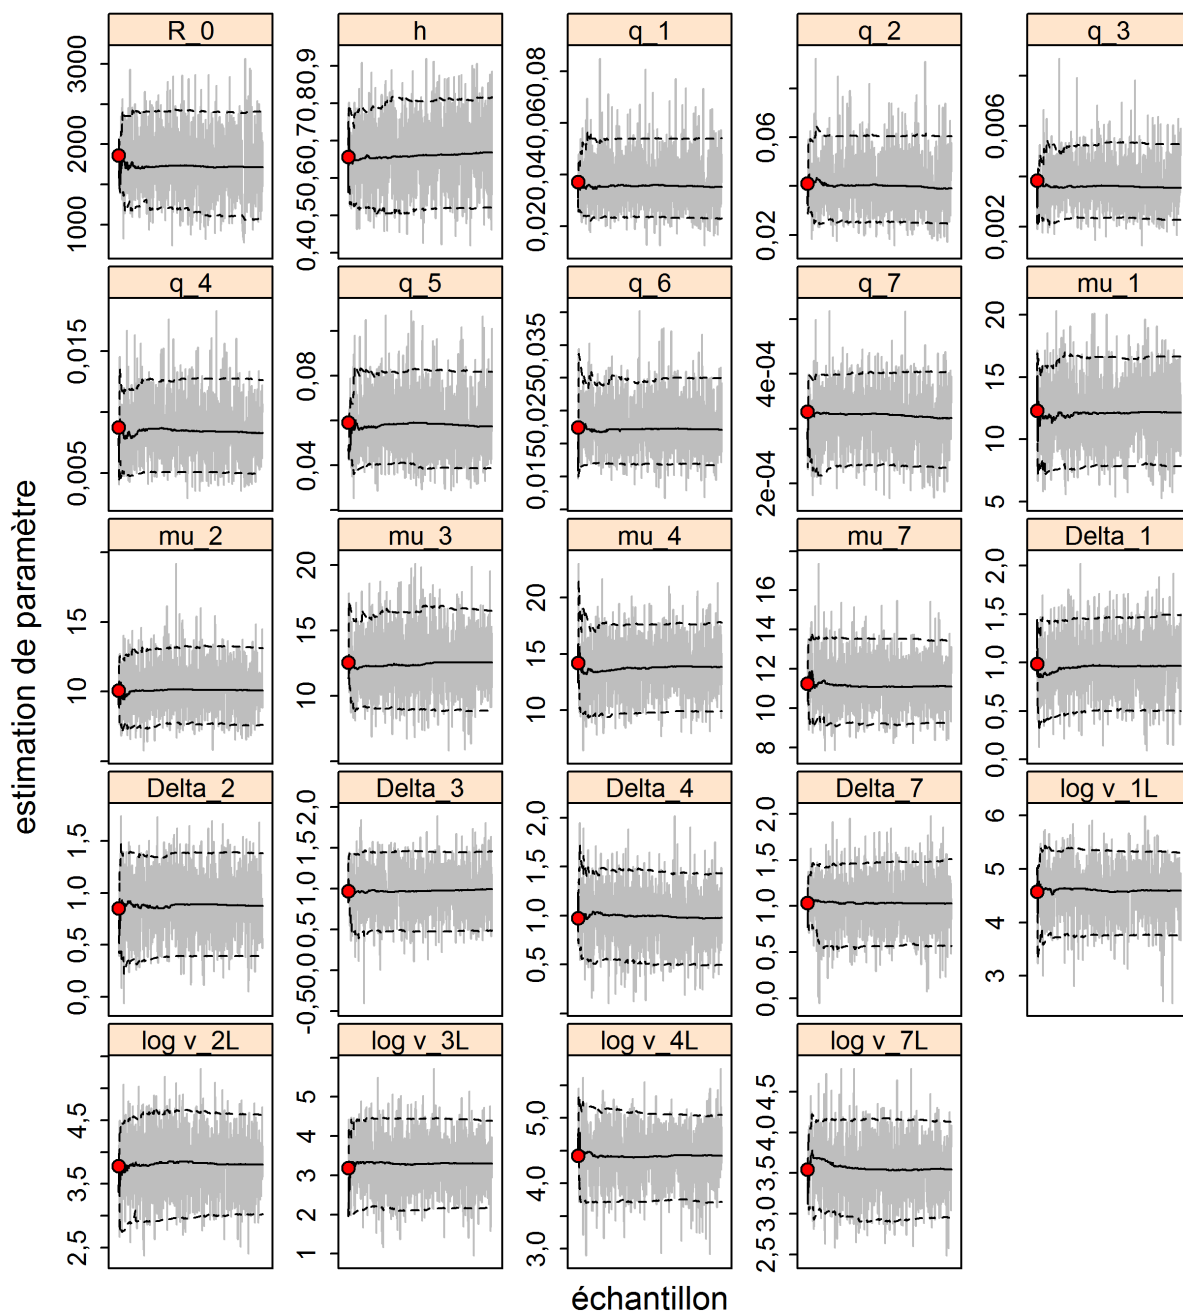 R_0
h
q_1
q_2
q_3
1000 2000 3000
0,40,50,60,70,80,9
0,020,040,060,08
0,02 0,06
0,002 0,006
q_4
q_5
q_6
q_7
mu_1
0,005 0,015
0,04 0,08
0,0150,0250,035
2e-04 4e-04
5 10 15 20
mu_2
mu_3
mu_4
mu_7
Delta_1
10 15
10 15 20
10 15 20
8 10 12 14 16
0,0 0,5 1,0 1,5 2,0
Delta_2
Delta_3
Delta_4
Delta_7
log v_1L
0,0 0,5 1,0 1,5
-0,50,00,51,01,52,0
0,5 1,0 1,5 2,0
0,0 0,5 1,0 1,5 2,0
3 4 5 6
log v_2L
log v_3L
log v_4L
log v_7L
2,5 3,5 4,5
1 2 3 4 5
3,0 4,0 5,0
2,53,03,54,04,5
estimation de paramètre
échantillon